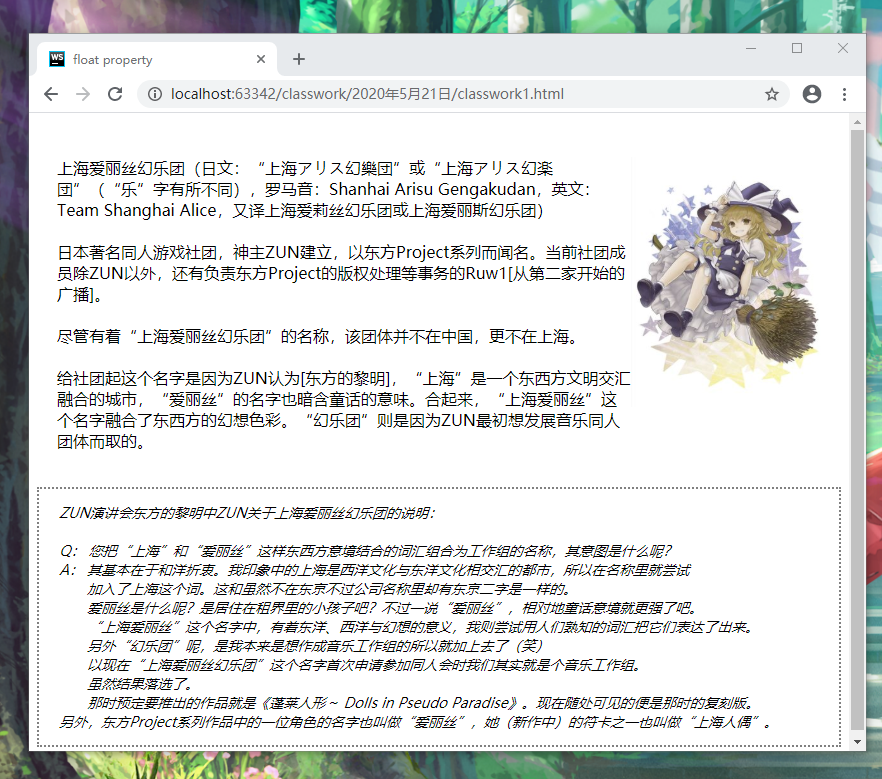 float property
localhost:63342/classwork/2020年5月21日/classwork1.html
上海爱丽丝幻乐团（日文：“上海アリス幻樂団”或“上海アリス幻楽
团”（“乐”字有所不同），罗马音：Shanhai Arisu Gengakudan，英文：
Team Shanghai Alice，又译上海爱莉丝幻乐团或上海爱丽斯幻乐团）
日本著名同人游戏社团，神主ZUN建立，以东方Project系列而闻名。当前社团成
员除ZUN以外，还有负责东方Project的版权处理等事务的Ruw1[从第二家开始的
广播]。
尽管有着“上海爱丽丝幻乐团”的名称，该团体并不在中国，更不在上海。
给社团起这个名字是因为ZUN认为[东方的黎明]，“上海”是一个东西方文明交汇
融合的城市，“爱丽丝”的名字也暗含童话的意味。合起来，“上海爱丽丝”这
个名字融合了东西方的幻想色彩。“幻乐团”则是因为ZUN最初想发展音乐同人
团体而取的。
ZUN演讲会东方的黎明中ZUN关于上海爱丽丝幻乐团的说明：
Q： 您把“上海”和“爱丽丝”这样东西方意境结合的词汇组合为工作组的名称，其意图是什么呢？
A： 其基本在于和洋折衷。我印象中的上海是西洋文化与东洋文化相交汇的都市，所以在名称里就尝试
加入了上海这个词。这和虽然不在东京不过公司名称里却有东京二字是一样的。
爱丽丝是什么呢？是居住在租界里的小孩子吧？不过一说“爱丽丝”，相对地童话意境就更强了吧。
“上海爱丽丝”这个名字中，有着东洋、西洋与幻想的意义，我则尝试用人们熟知的词汇把它们表达了出来。
另外“幻乐团”呢，是我本来是想作成音乐工作组的所以就加上去了（笑）
以现在“上海爱丽丝幻乐团”这个名字首次申请参加同人会时我们其实就是个音乐工作组。
虽然结果落选了。
那时预定要推出的作品就是《蓬莱人形～ Dolls in Pseudo Paradise》。现在随处可见的便是那时的复刻版。
另外，东方Project系列作品中的一位角色的名字也叫做“爱丽丝”，她（新作中）的符卡之一也叫做“上海人偶”。